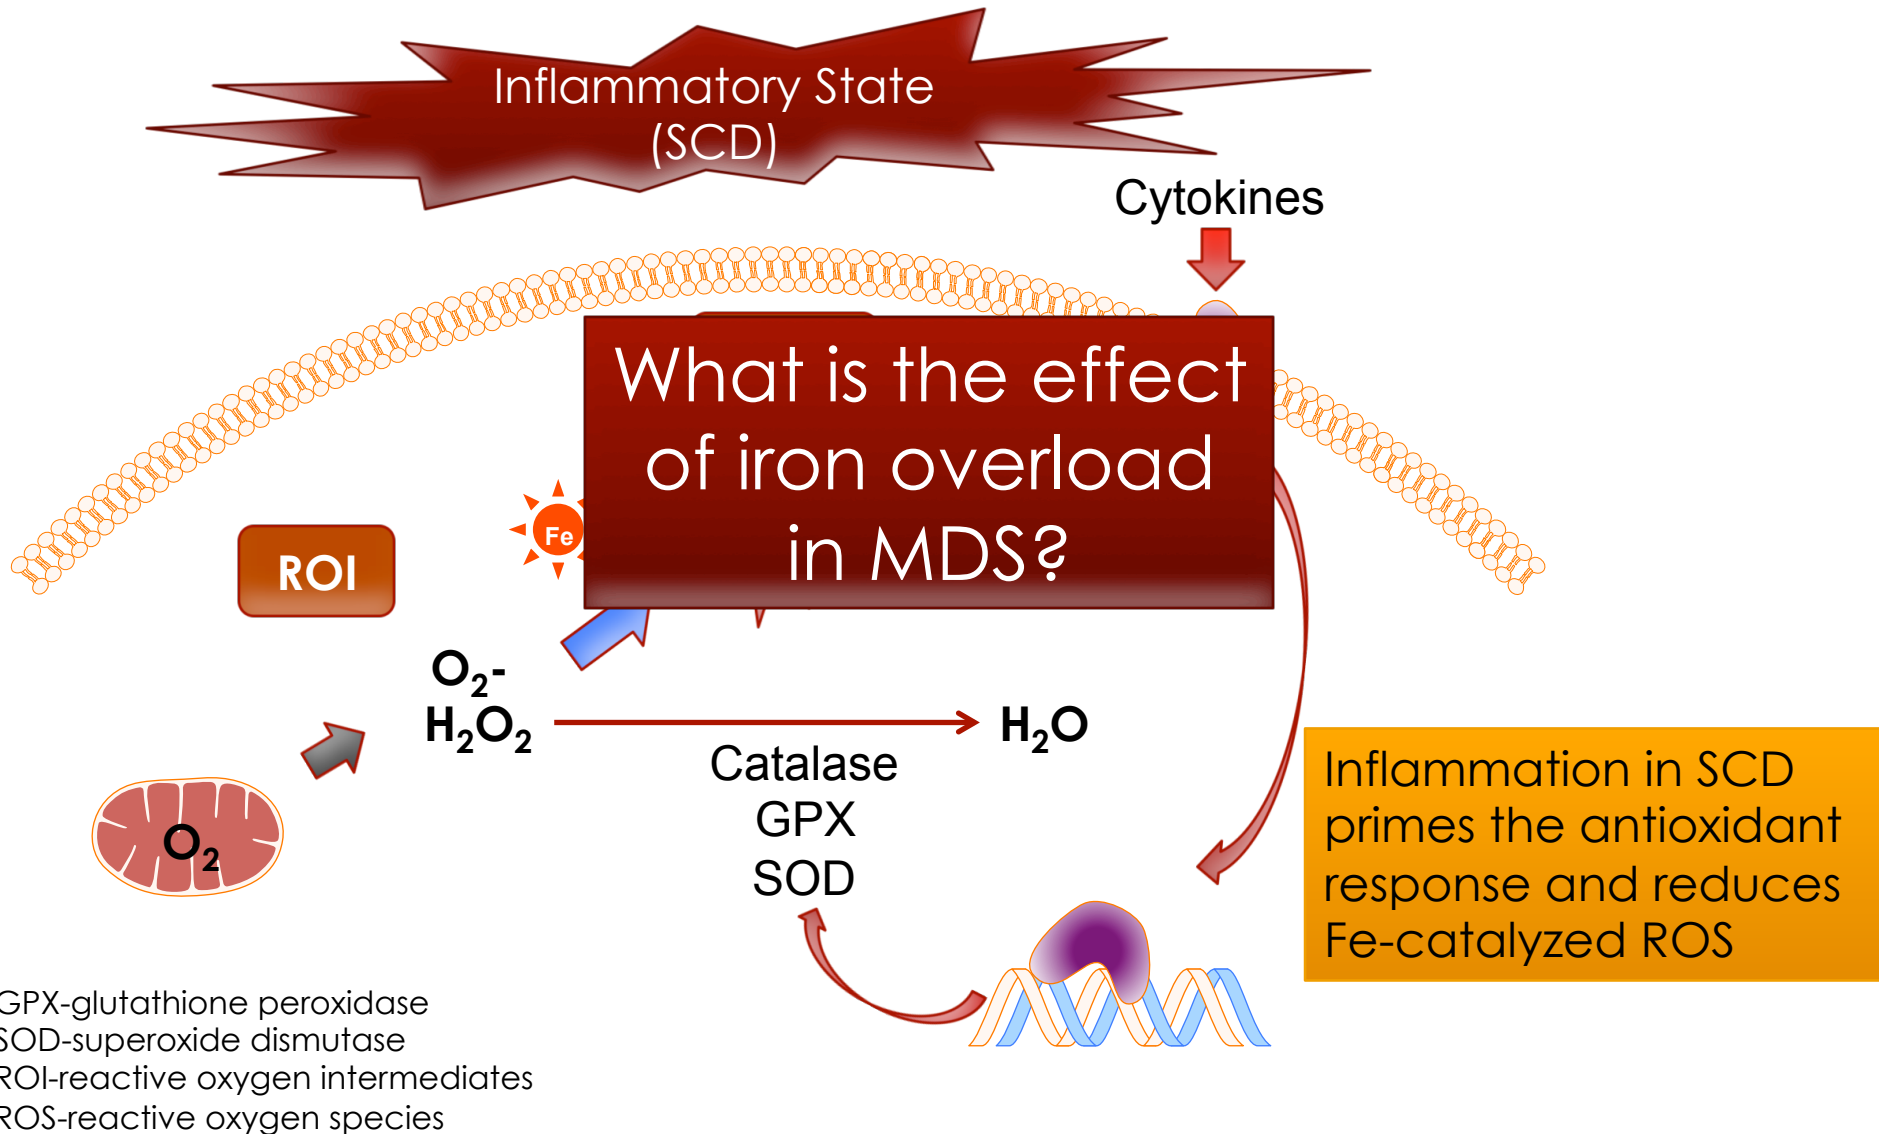 Inflammatory State
(SCD)
Cytokines
What is the effect
of iron overload
in MDS?
Fe
ROI
O₂-
H₂O₂
H₂O
Catalase
GPX
SOD
O₂
Inflammation in SCD
primes the antioxidant
response and reduces
Fe-catalyzed ROS
GPX-glutathione peroxidase
SOD-superoxide dismutase
ROI-reactive oxygen intermediates
ROS-reactive oxygen species